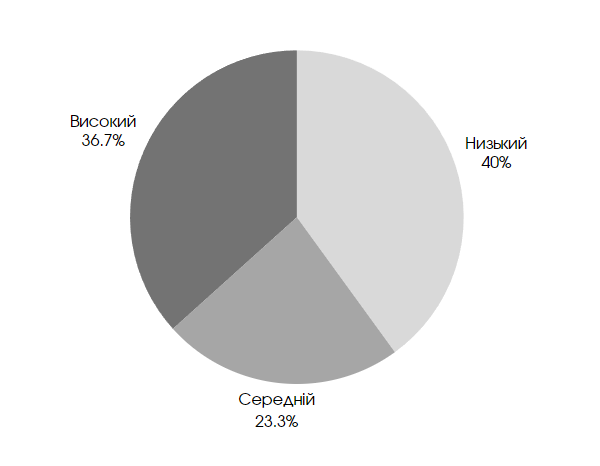 Високий
36.7%
Низький
40%
Середній
23.3%